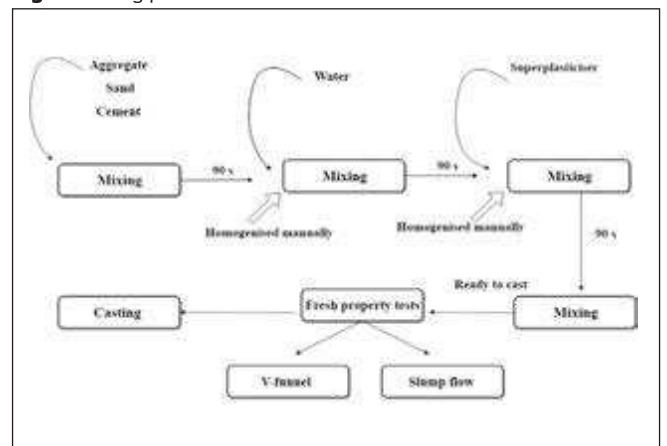 Aggregate
Sand
Cement
Water
Superplasticiser
Mixing
90 s
Mixing
90 s
Mixing
Homogenised manually
Homogenised manually
90 s
Ready to cast
Casting
Fresh property tests
Mixing
V-funnel
Slump flow